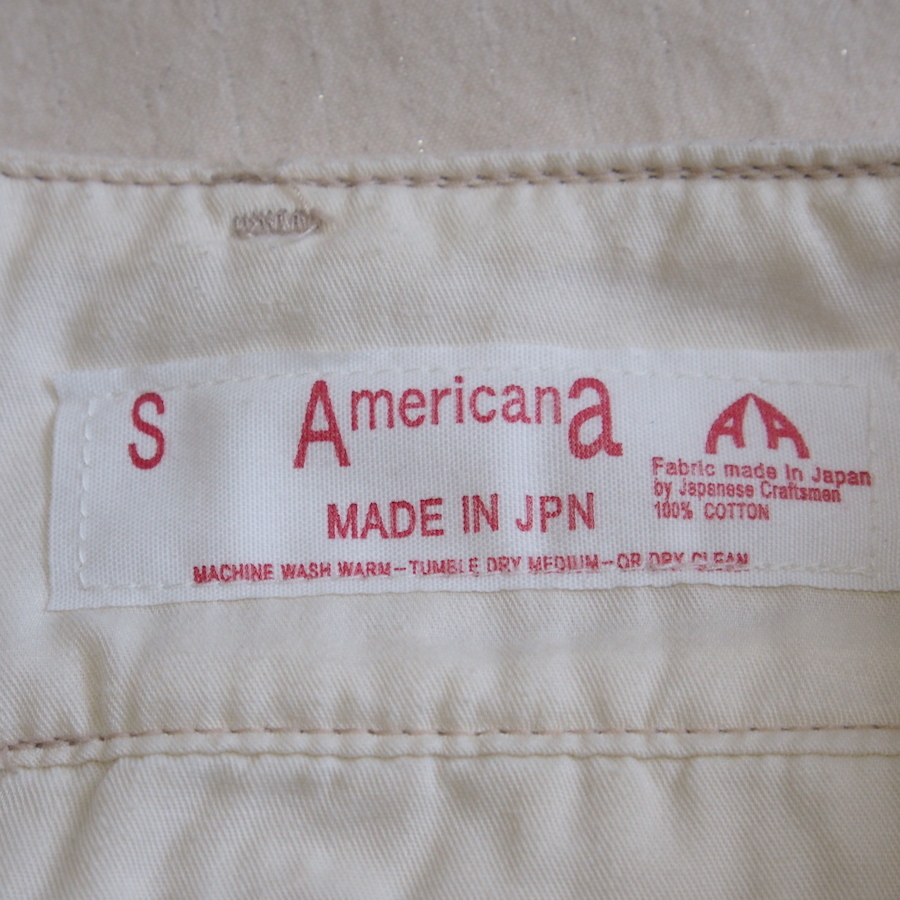 S
AmericanA
MADE IN JPN
AA
Fabric made In Japan
by Japanese Craftsmen
100% COTTON
MACHINE WASH WARM-TUMBLE DRY MEDIUM-OR DRY CLEAN